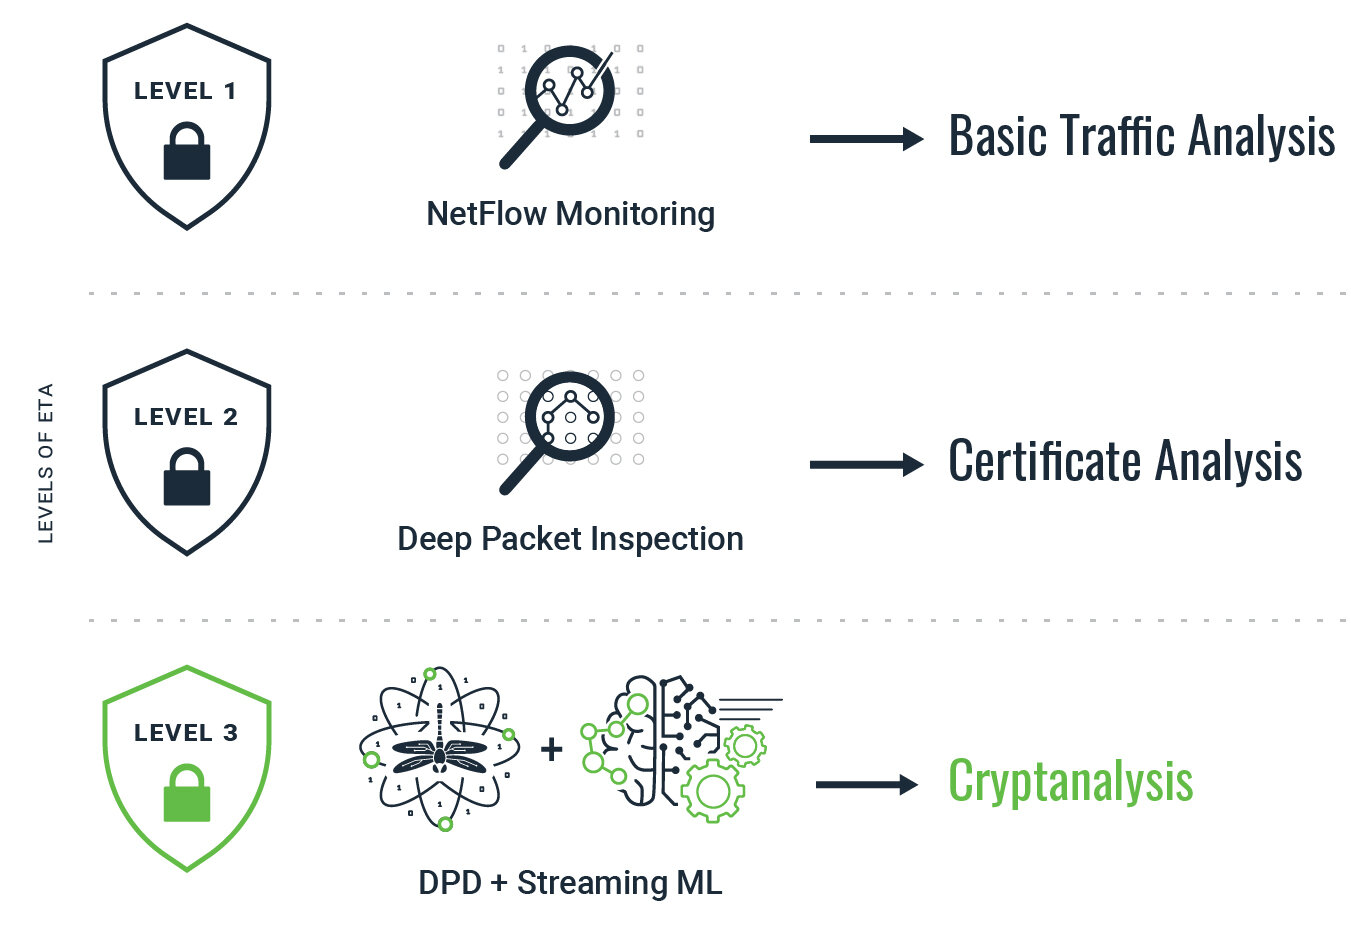 LEVELS OF ETA
LEVEL 1
NetFlow Monitoring
Basic Traffic Analysis
LEVEL 2
Deep Packet Inspection
Certificate Analysis
LEVEL 3
+
DPD + Streaming ML
Cryptanalysis